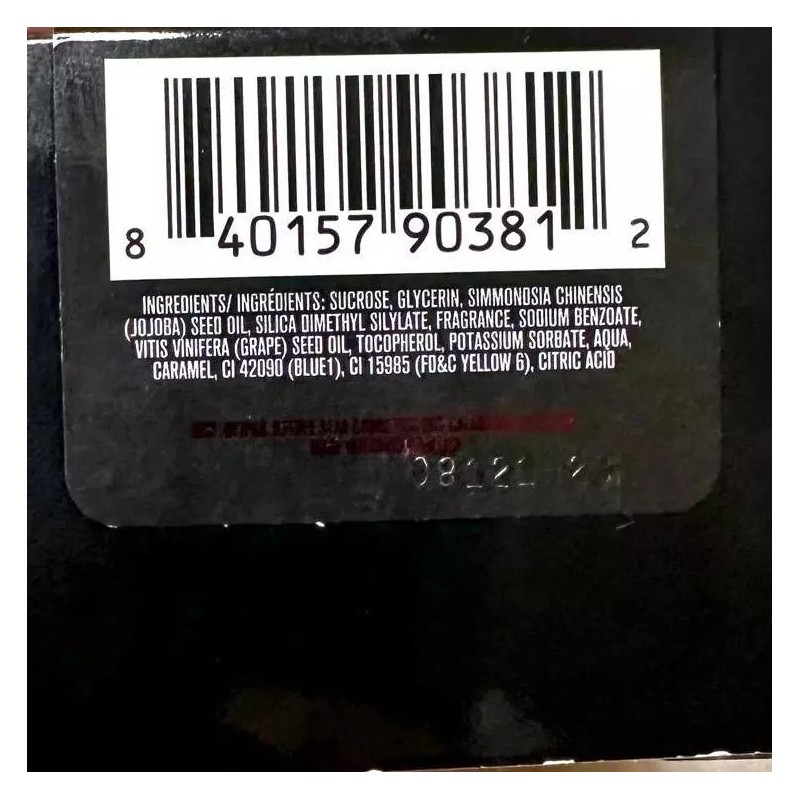 8 40157 90381 2
INGREDIENTS/ INGRÉDIENTS: SUCROSE, GLYCERIN, SIMMONDSIA CHINENSIS
(JOJOBA) SEED OIL, SILICA DIMETHYL SILYLATE, FRAGRANCE, SODIUM BENZOATE,
VITIS VINIFERA (GRAPE) SEED OIL, TOCOPHEROL, POTASSIUM SORBATE, AQUA,
CARAMEL, CI 42090 (BLUE1), CI 15985 (FD&C YELLOW 6), CITRIC ACID
08121